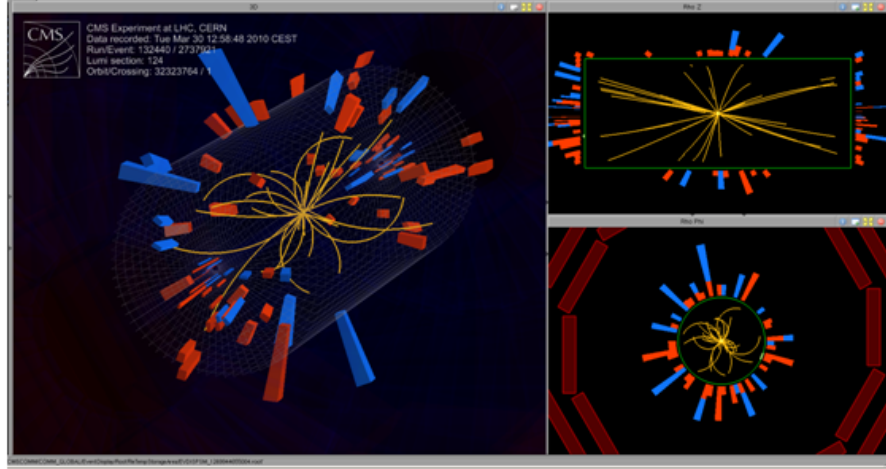 3D
CMS
CMS Experiment at LHC, CERN
Data recorded: Tue Mar 30 12:58:48 2010 CEST
Run/Event: 132440 / 2737921
Lumi section: 124
Orbit/Crossing: 32323764 / 1
Rho Z
Rho Phi